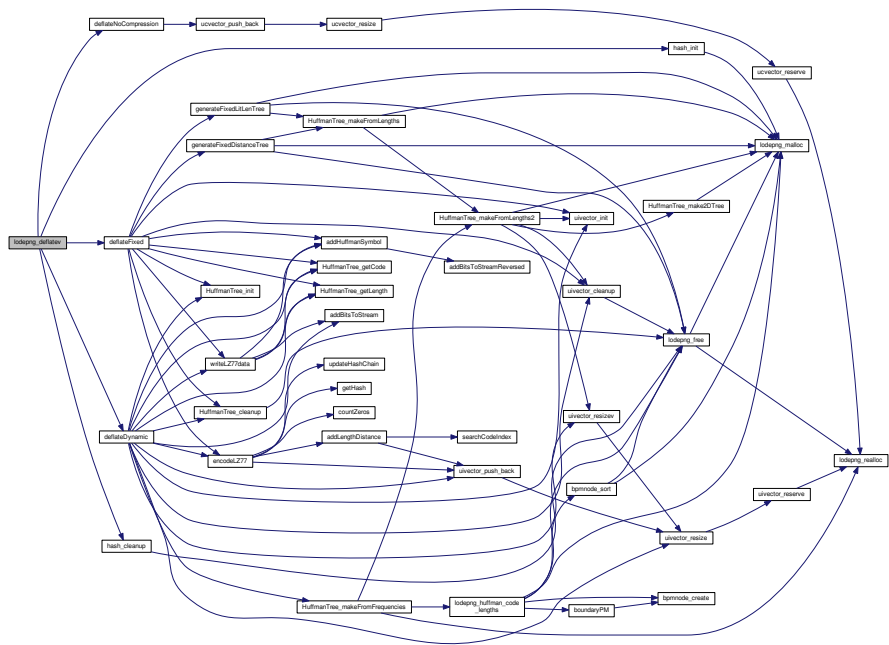 deflateNoCompression
ucvector_push_back
ucvector_resize
hash_init
ucvector_reserve
generateFixedLitLenTree
HuffmanTree_makeFromLengths
generateFixedDistanceTree
lodepng_malloc
HuffmanTree_make2DTree
HuffmanTree_makeFromLengths2
uivector_init
lodepng_deflatev
deflateFixed
addHuffmanSymbol
HuffmanTree_getCode
addBitsToStreamReversed
HuffmanTree_init
HuffmanTree_getLength
uivector_cleanup
addBitsToStream
lodepng_free
writeLZ77data
updateHashChain
getHash
HuffmanTree_cleanup
countZeros
uivector_resizev
deflateDynamic
addLengthDistance
searchCodeIndex
encodeLZ77
uivector_push_back
lodepng_realloc
bpmnode_sort
uivector_reserve
hash_cleanup
uivector_resize
HuffmanTree_makeFromFrequencies
lodepng_huffman_code
_lengths
bpmnode_create
boundaryPM